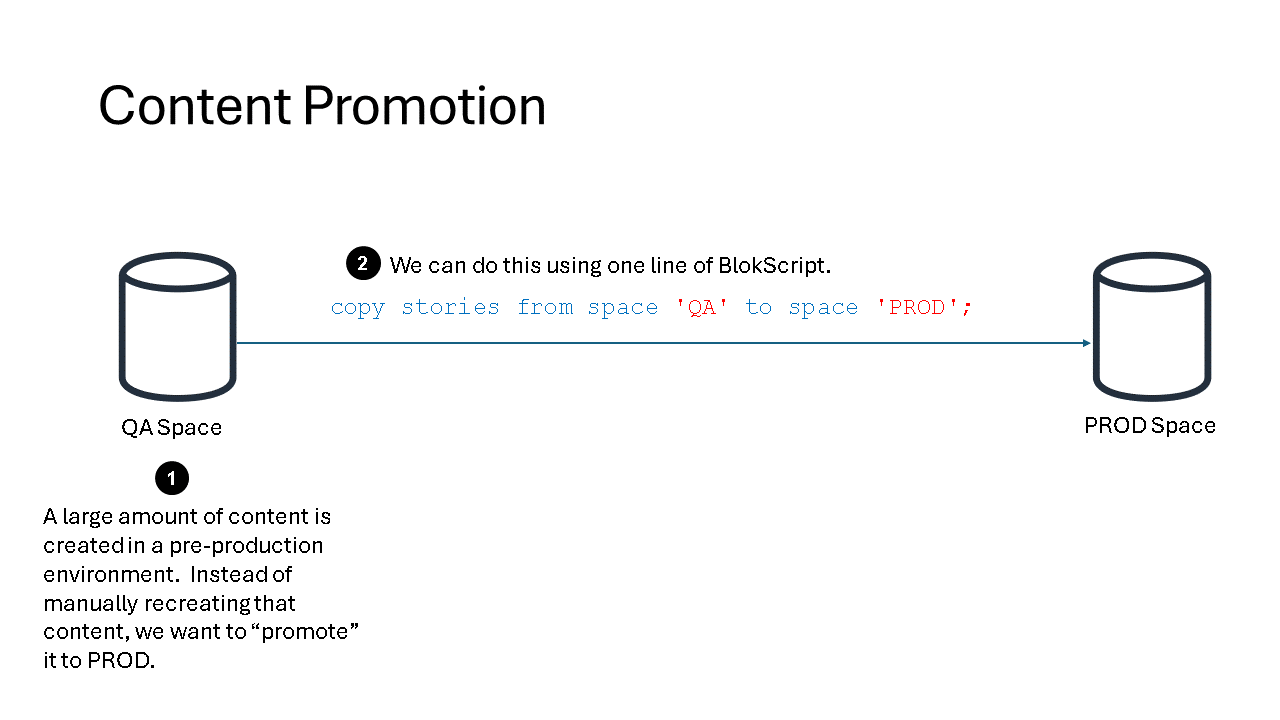 Content Promotion
2 We can do this using one line of BlokScript.
copy stories from space 'QA' to space 'PROD';
QA Space
PROD Space
1
A large amount of content is
created in a pre-production
environment.  Instead of
manually recreating that
content, we want to “promote”
it to PROD.